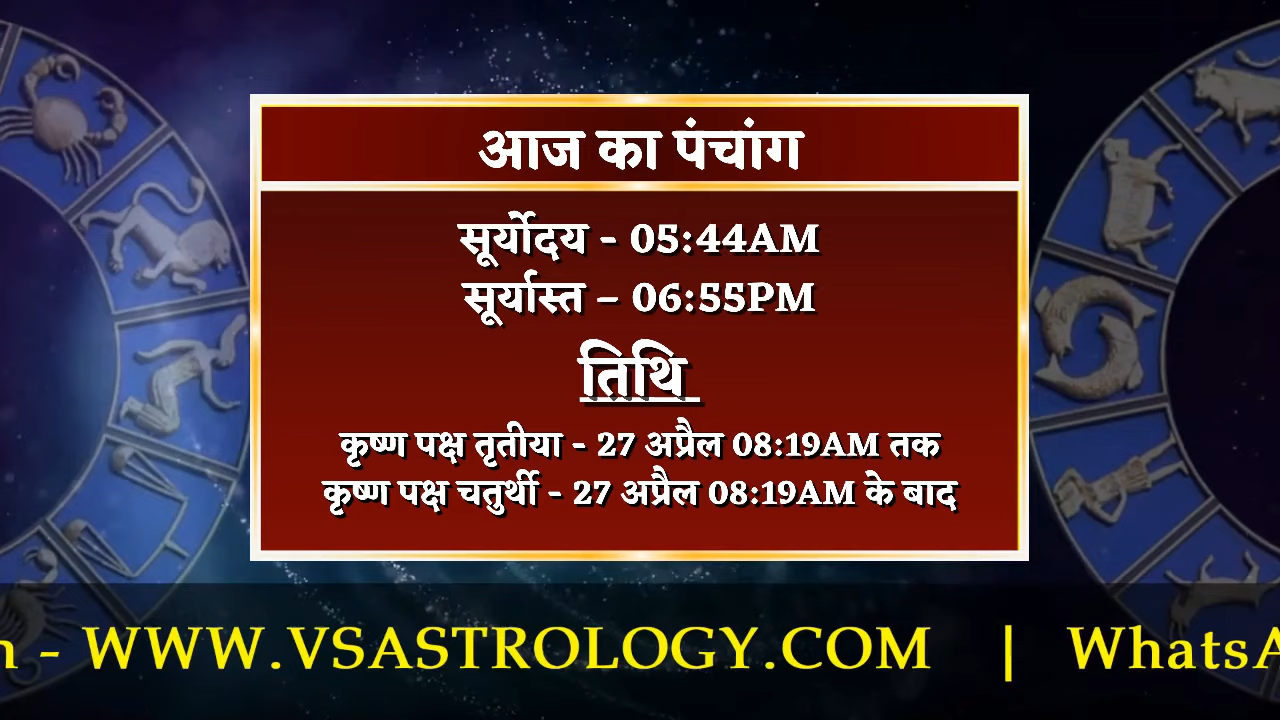 आज का पंचांग
सूर्योदय - 05:44AM
सूर्यास्त – 06:55PM
तिथि
कृष्ण पक्ष तृतीया - 27 अप्रैल 08:19AM तक
कृष्ण पक्ष चतुर्थी - 27 अप्रैल 08:19AM के बाद
- WWW.VSASTROLOGY.COM |